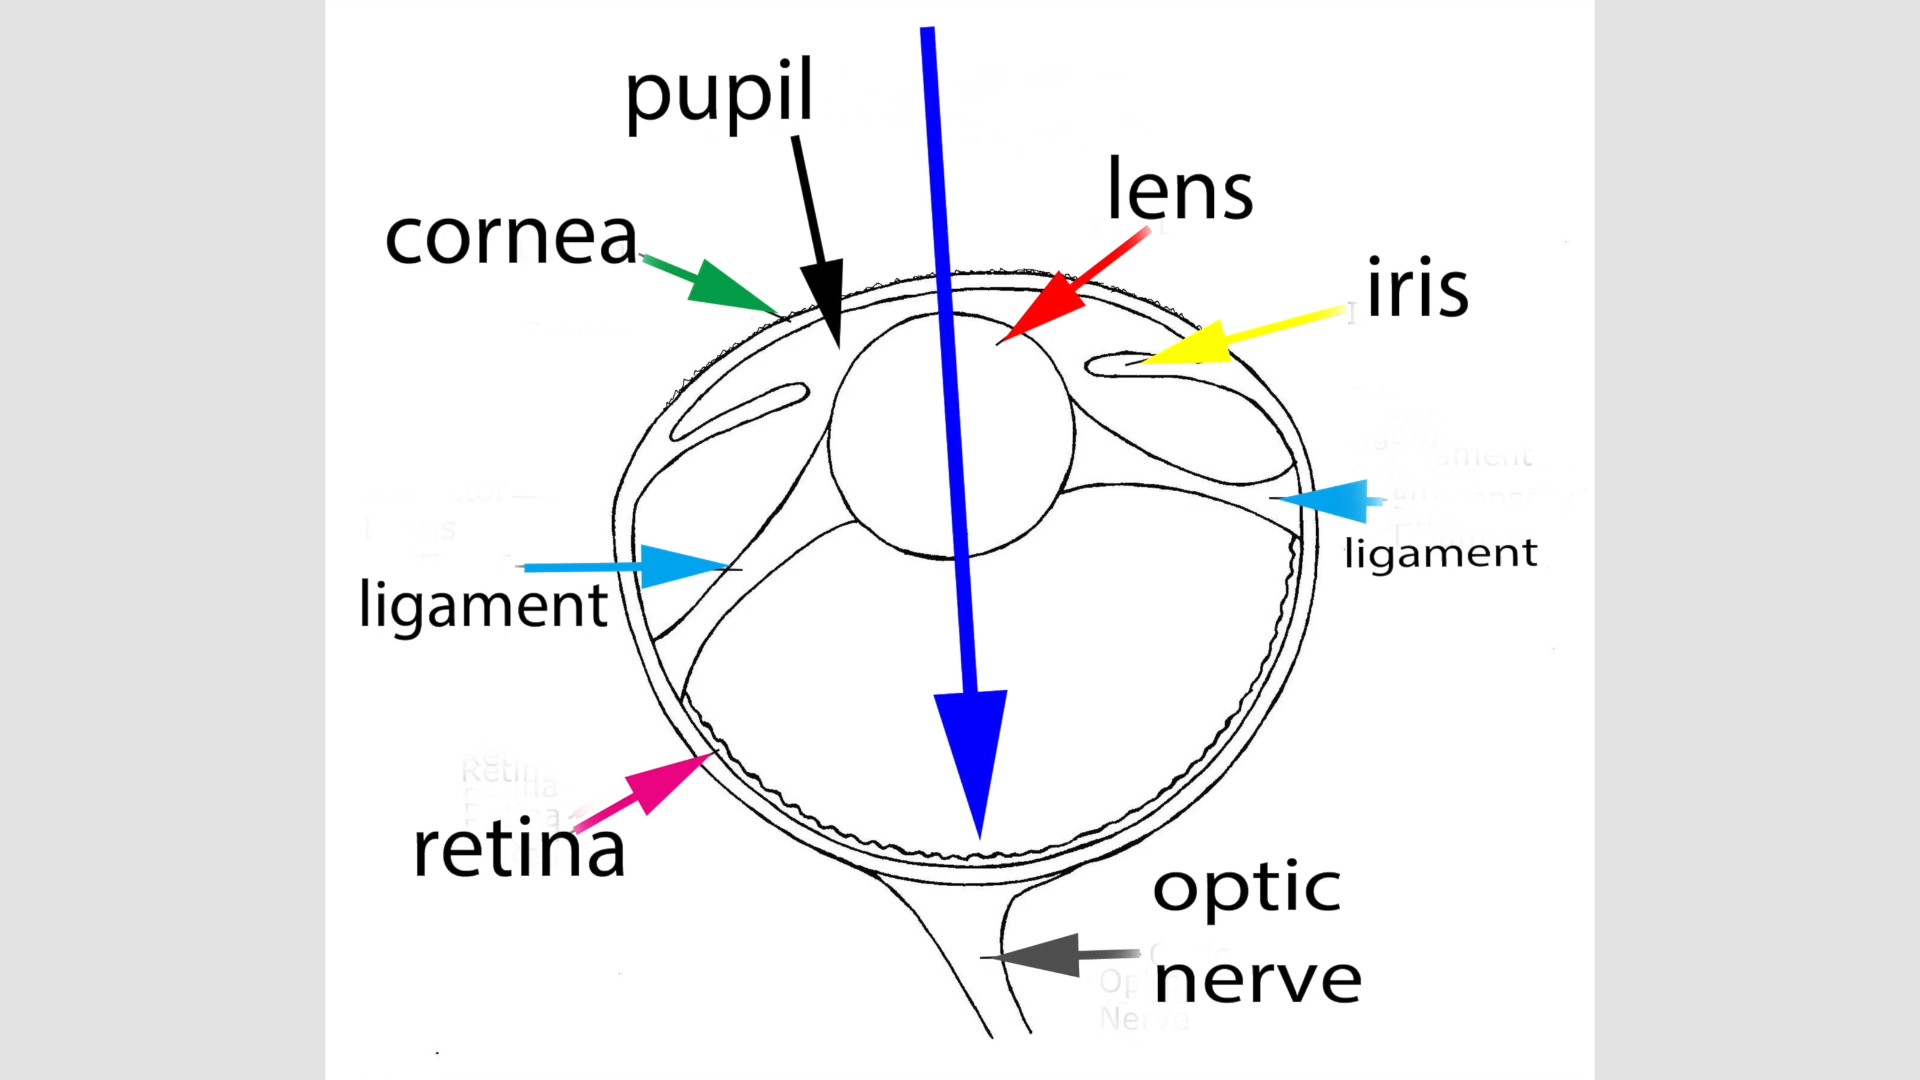 pupil
lens
cornea
iris
ligament
ligament
retina
optic
nerve